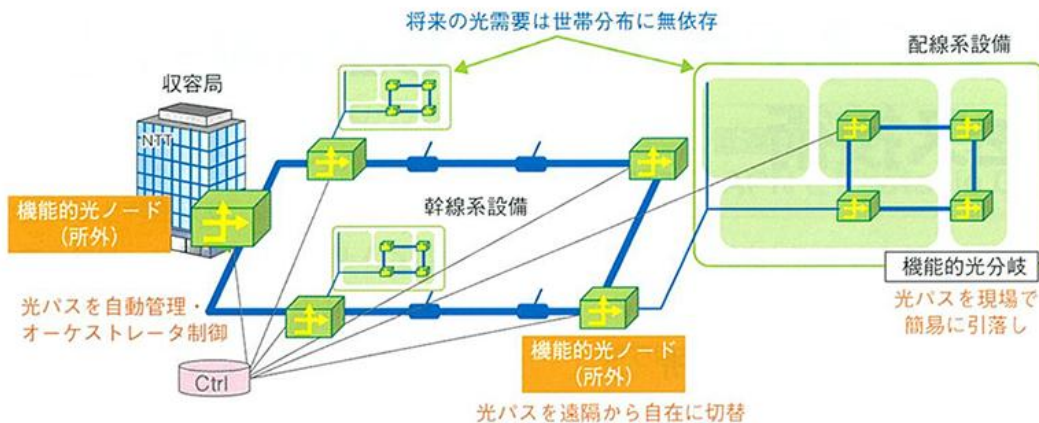 将来の光需要は世帯分布に無依存
配線系設備
収容局
NTT
機能的光ノード
(所外)
幹線系設備
機能的光分岐
光パスを現場で
簡易に引落し
光パスを自動管理・
オーケストレータ制御
Ctrl
機能的光ノード
(所外)
光パスを遠隔から自在に切替